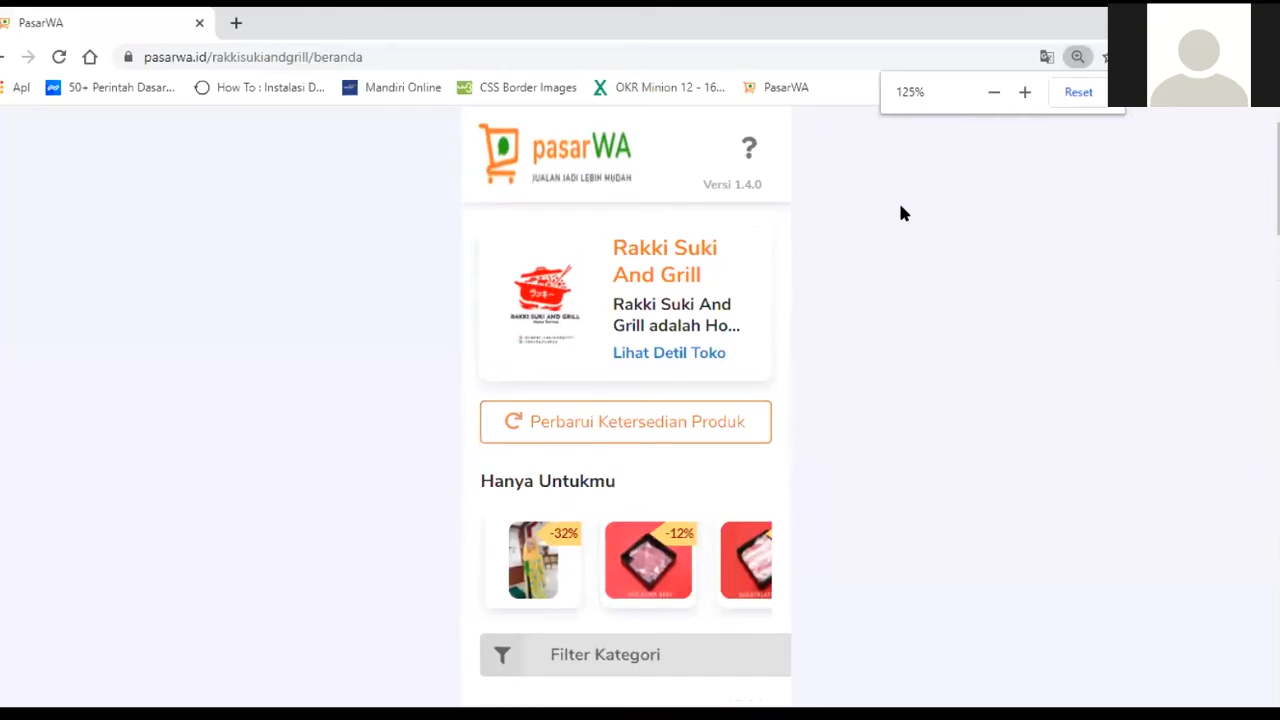 PasarWA
pasarwa.id/rakkisukiandgrill/beranda
Apl
50+ Perintah Dasar...
How To : Instalasi D...
Mandiri Online
CSS Border Images
OKR Minion 12 - 16...
PasarWA
125%
Reset
pasarWA
JUALAN JADI LEBIH MUDAH
?
Versi 1.4.0
RAKKI SUKI AND GRILL
Rakki Suki
And Grill
Rakki Suki And
Grill adalah Ho...
Lihat Detil Toko
Perbarui Ketersedian Produk
Hanya Untukmu
-32%
-12%
Filter Kategori